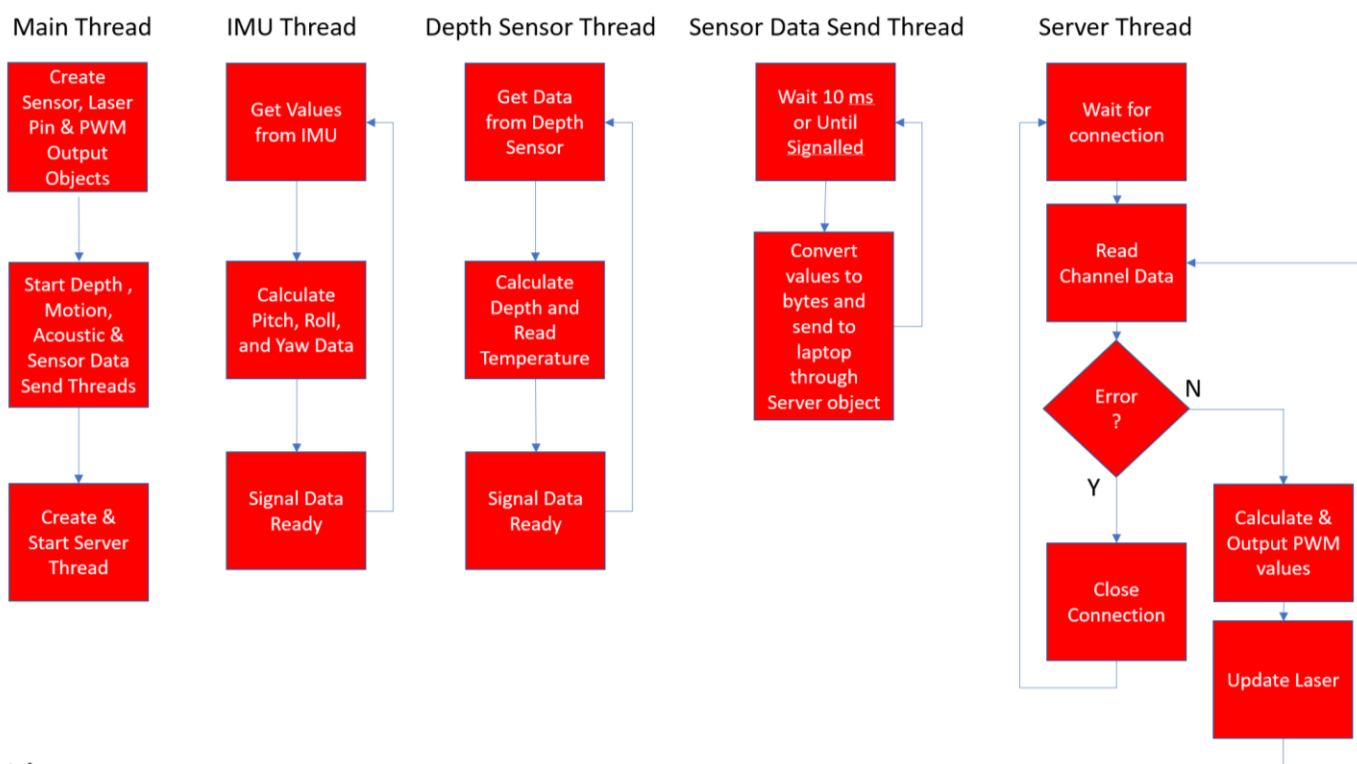 Main Thread
IMU Thread
Depth Sensor Thread
Sensor Data Send Thread
Server Thread
Create
Sensor, Laser
Pin & PWM
Output
Objects
Start Depth ,
Motion,
Acoustic &
Sensor Data
Send Threads
Create &
Start Server
Thread
Get Values
from IMU
Calculate
Pitch, Roll,
and Yaw Data
Signal Data
Ready
Get Data
from Depth
Sensor
Calculate
Depth and
Read
Temperature
Signal Data
Ready
Wait 10 ms
or Until
Signalled
Convert
values to
bytes and
send to
laptop
through
Server object
Wait for
connection
Read
Channel Data
Error
?
N
Y
Close
Connection
Calculate &
Output PWM
values
Update Laser